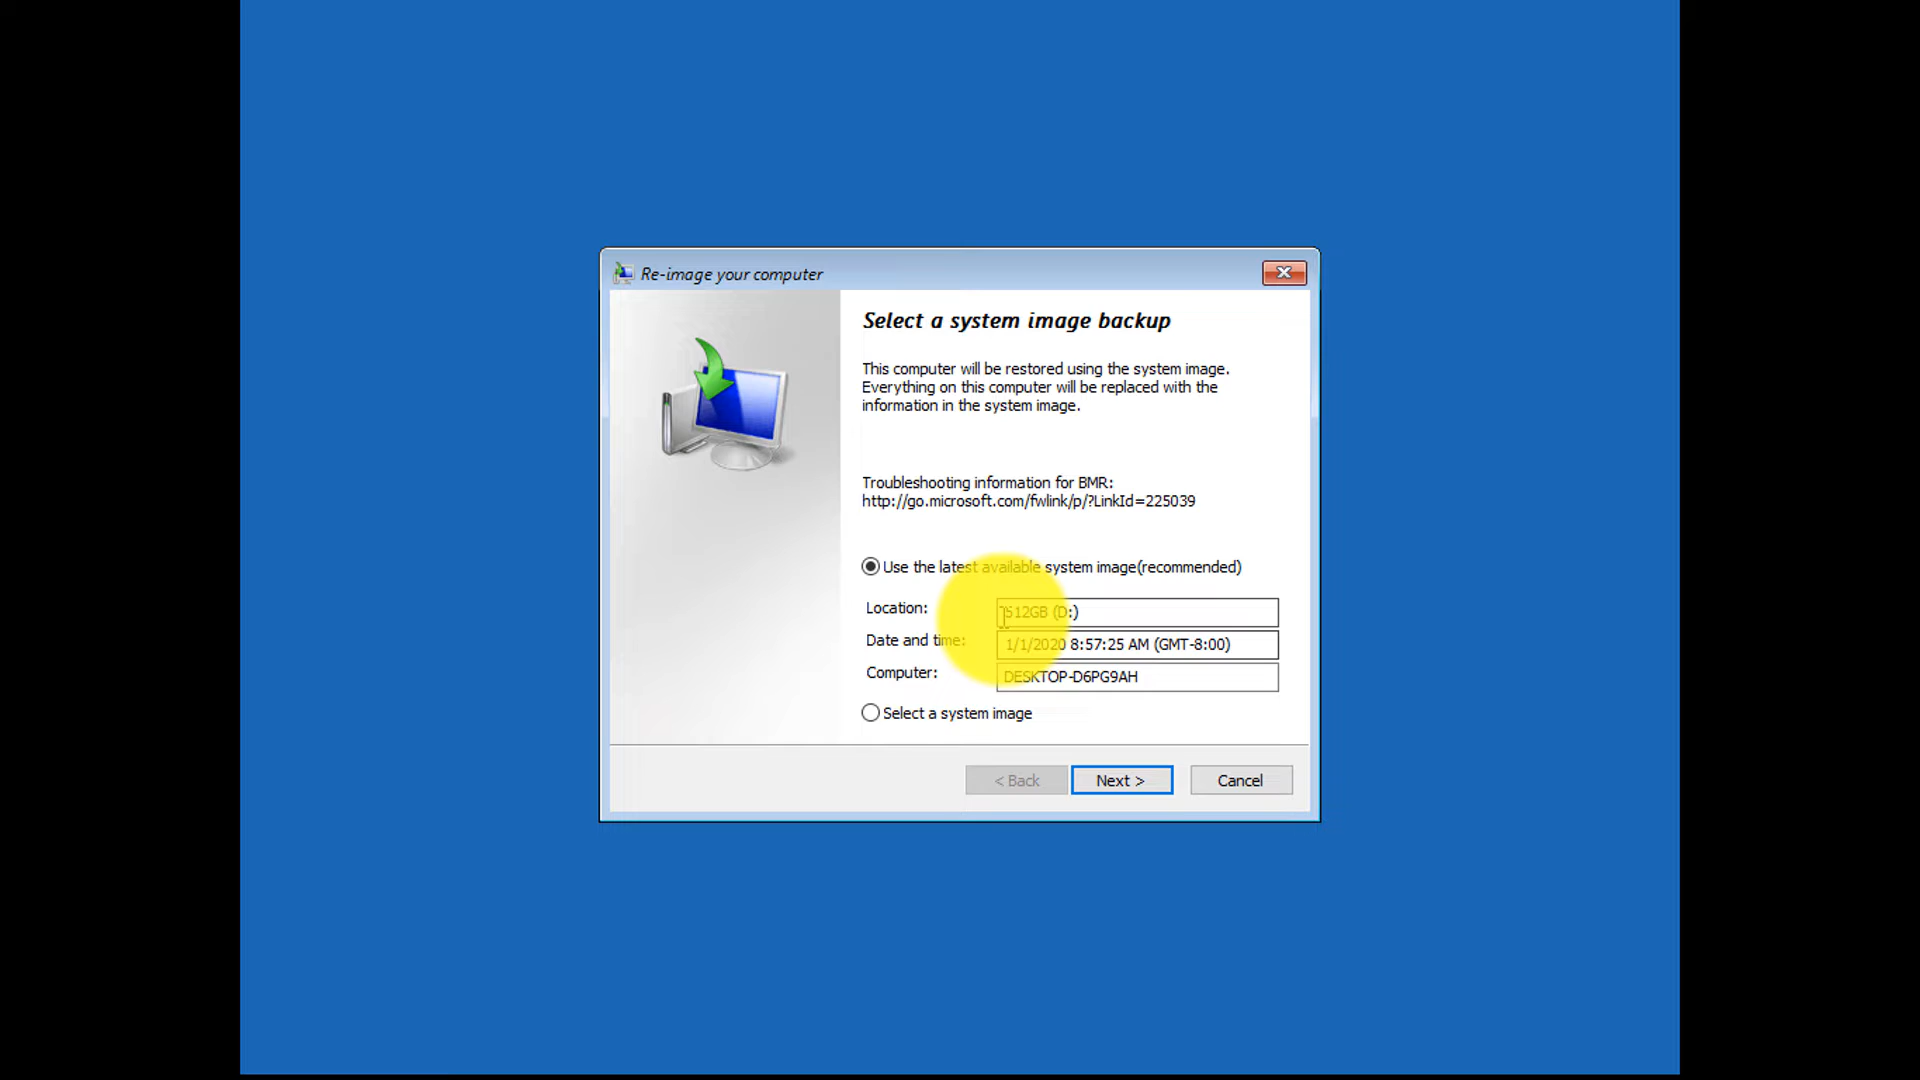 Re-image your computer
Select a system image backup
This computer will be restored using the system image.
Everything on this computer will be replaced with the
information in the system image.
Troubleshooting information for BMR:
http://go.microsoft.com/fwlink/p/?LinkId=225039
Use the latest available system image(recommended)
Location: 512GB (D:)
Date and time: 1/1/2020 8:57:25 AM (GMT-8:00)
Computer: DESKTOP-D6PG9AH
Select a system image
< Back Next > Cancel